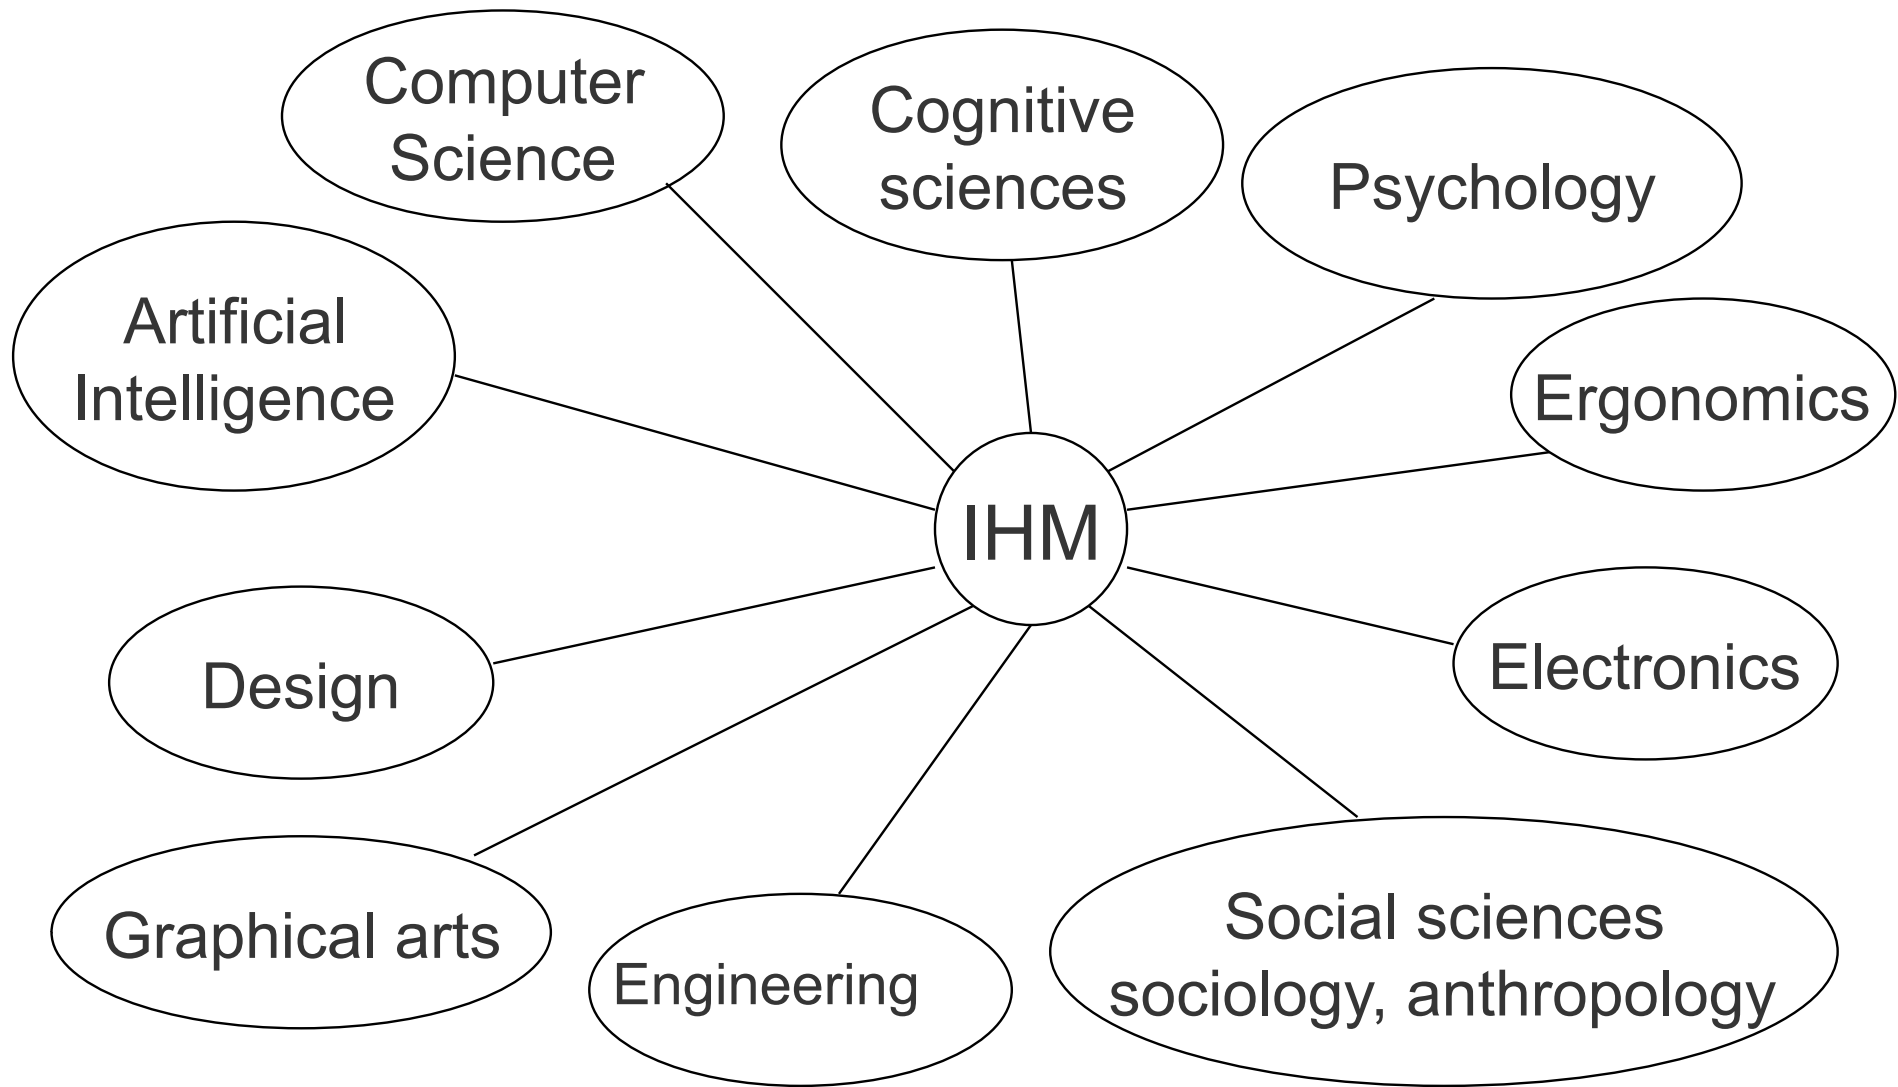 Computer
Science
Cognitive
sciences
Psychology
Artificial
Intelligence
Ergonomics
IHM
Design
Electronics
Graphical arts
Engineering
Social sciences
sociology, anthropology